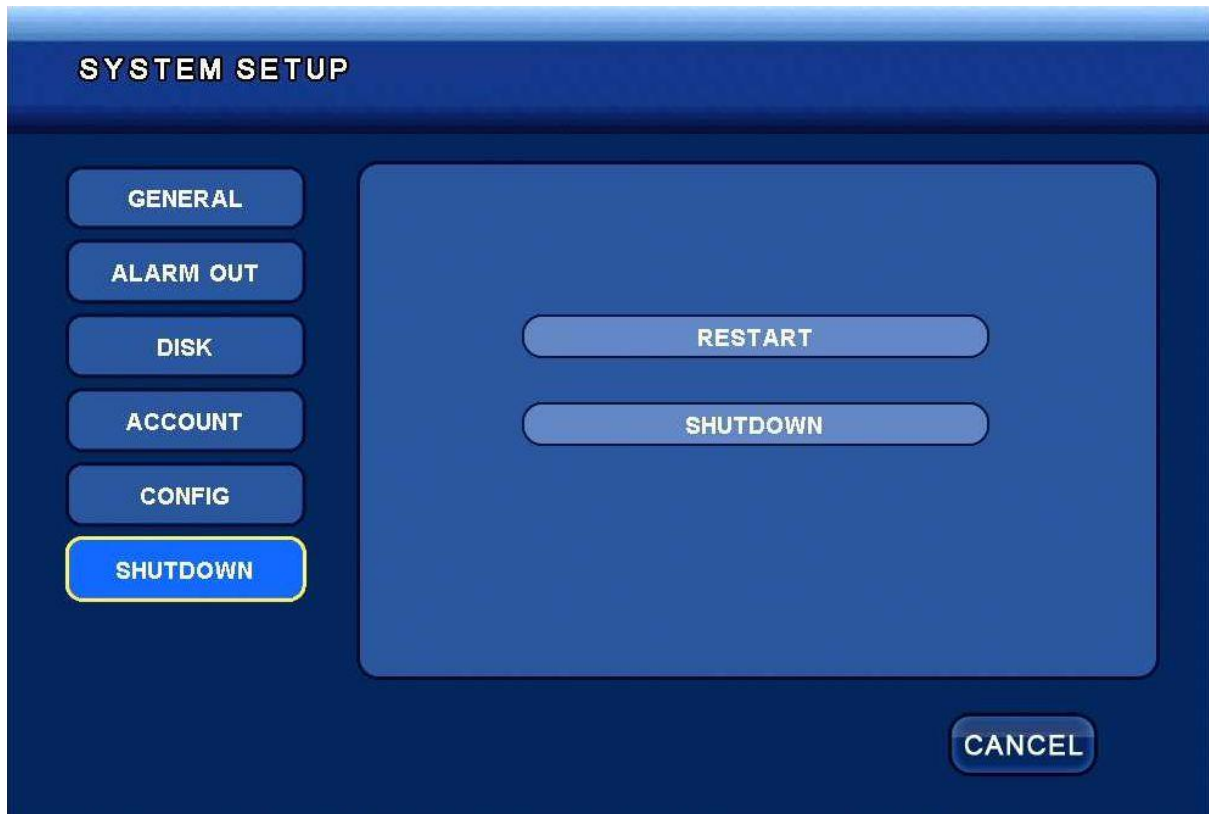 SYSTEM SETUP
GENERAL
ALARM OUT
DISK
ACCOUNT
CONFIG
SHUTDOWN
RESTART
SHUTDOWN
CANCEL